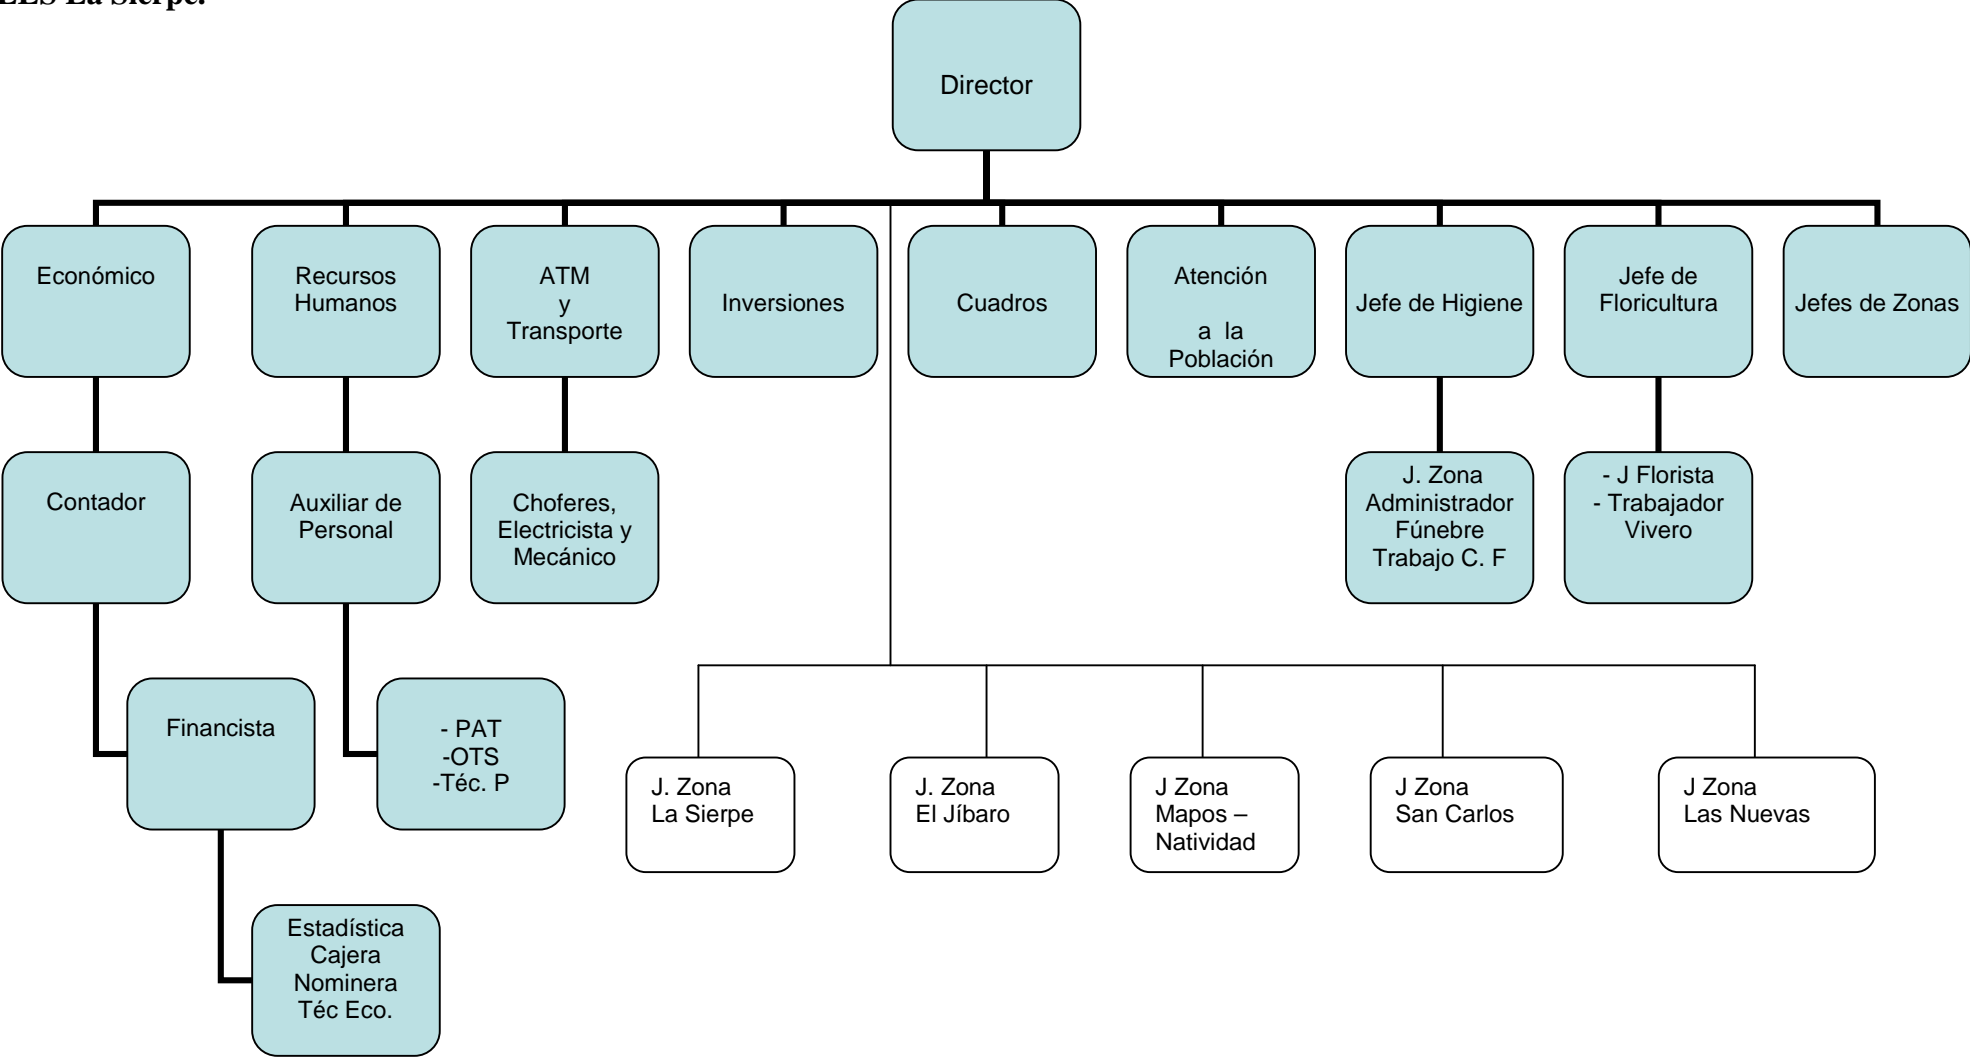 La Sierpe.
Director
Económico
Recursos
Humanos
ATM
y
Transporte
Inversiones
Cuadros
Atención
a la
Población
Jefe de Higiene
Jefe de
Floricultura
Jefes de Zonas
Contador
Auxiliar de
Personal
Choferes,
Electricista y
Mecánico
J. Zona
Administrador
Fúnebre
Trabajo C. F
- J Florista
- Trabajador
Vivero
Financista
- PAT
-OTS
-Téc. P
J. Zona
La Sierpe
J. Zona
El Jíbaro
J Zona
Mapos –
Natividad
J Zona
San Carlos
J Zona
Las Nuevas
Estadística
Cajera
Nominera
Téc Eco.